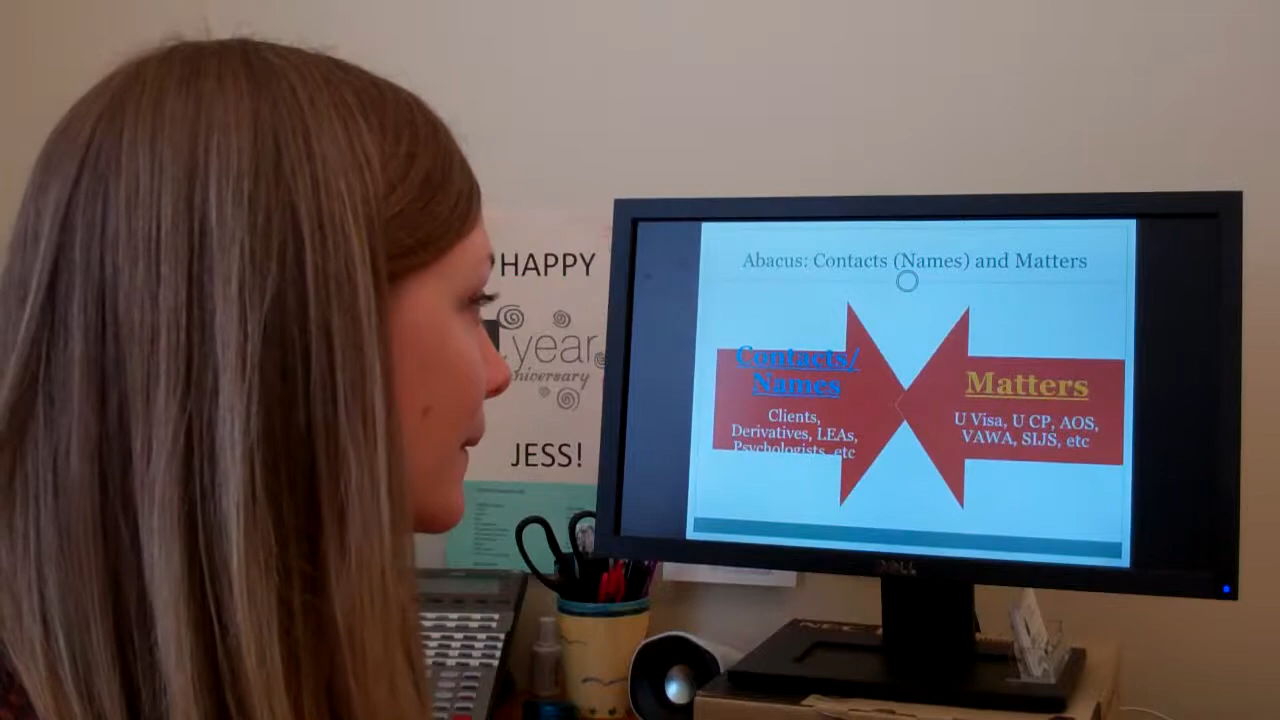 HAPPY
year
niversary
JESS!
Abacus: Contacts (Names) and Matters
Contacts/
Names
Clients,
Derivatives, LEAs,
Psychologists, etc
Matters
U Visa, U CP, AOS,
VAWA, SIJS, etc
DELL